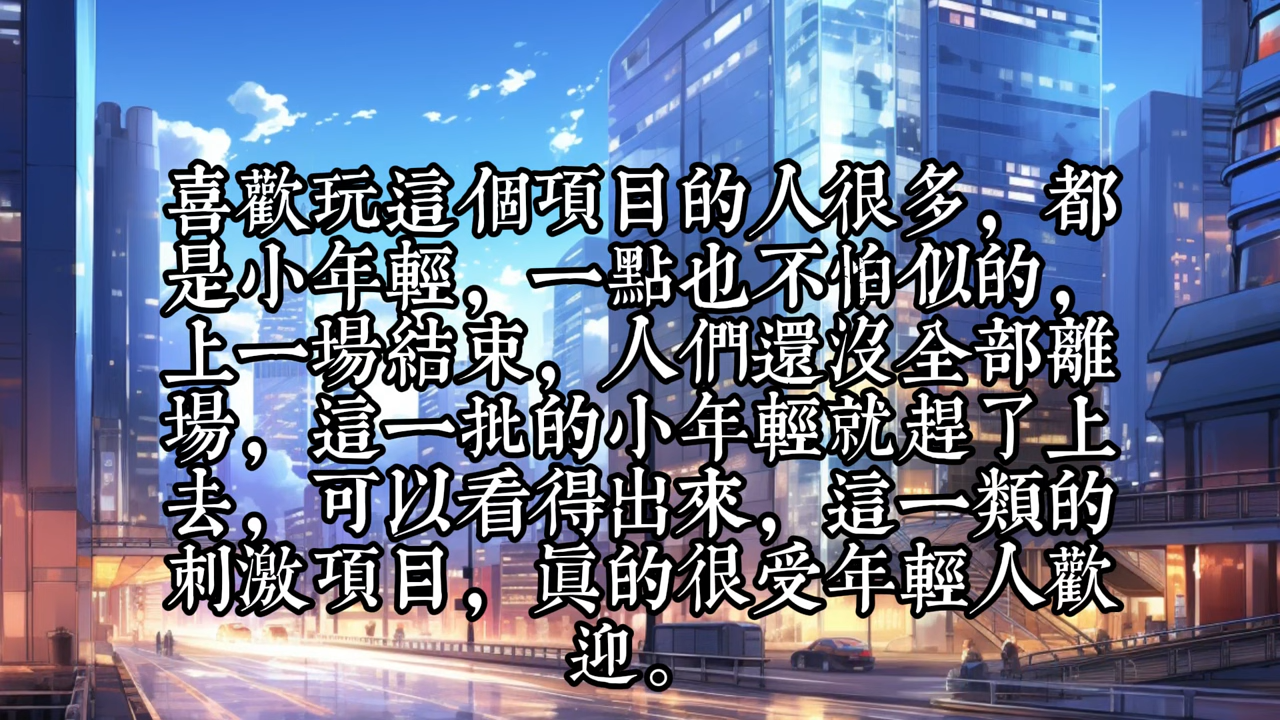 喜歡玩這個項目的人很多，都
是小年輕，一點也不怕似的，
上一場結束，人們還沒全部離
場，這一批的小年輕就趕了上
去，可以看得出來，這一類的
刺激項目，真的很受年輕人歡
迎。